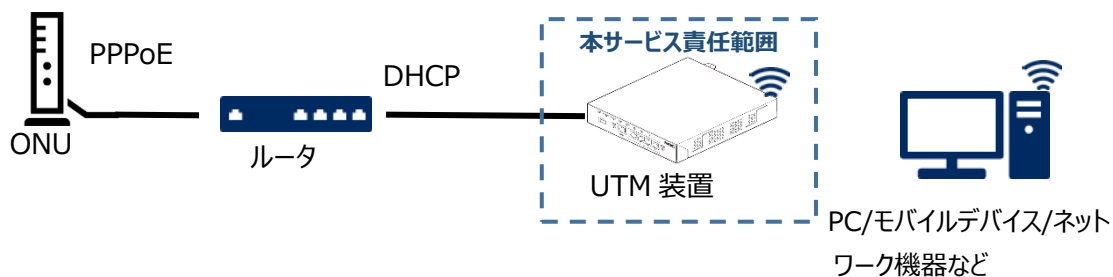 PPPoE
ONU
ルータ
DHCP
本サービス責任範囲
UTM 装置
PC/モバイルデバイス/ネット
ワーク機器など